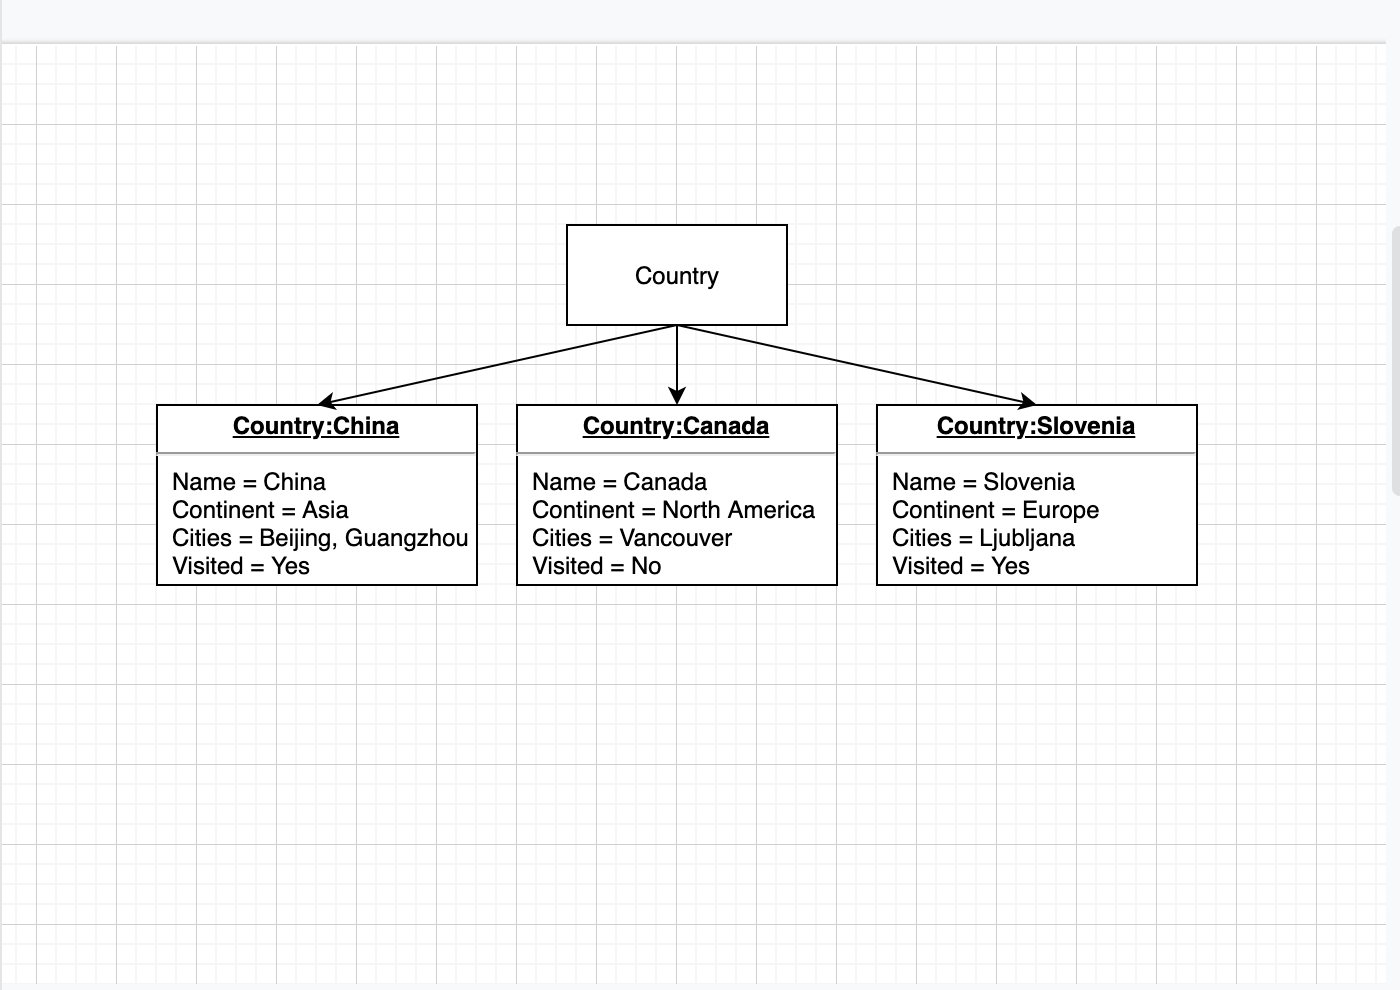 Country
Country:China
Name = China
Continent = Asia
Cities = Beijing, Guangzhou
Visited = Yes
Country:Canada
Name = Canada
Continent = North America
Cities = Vancouver
Visited = No
Country:Slovenia
Name = Slovenia
Continent = Europe
Cities = Ljubljana
Visited = Yes